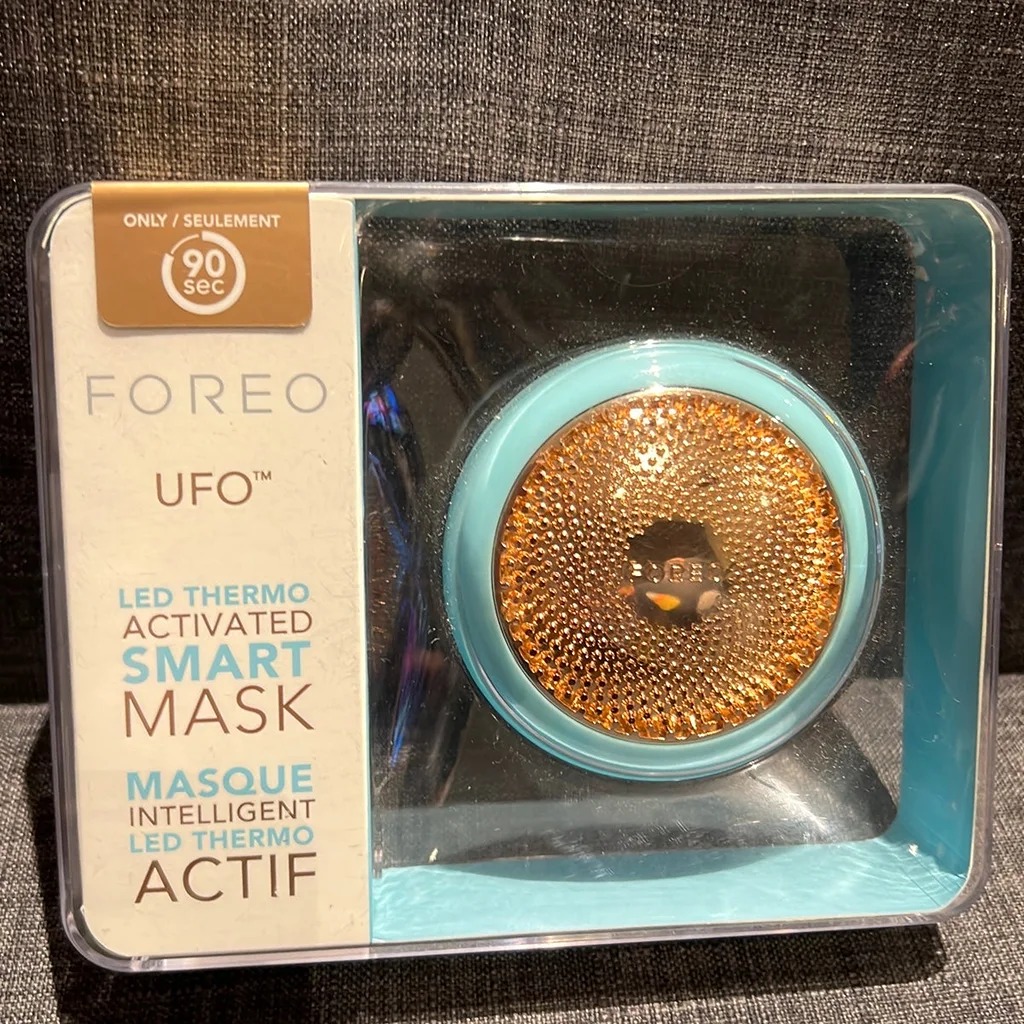 ONLY / SEULEMENT
90
sec
FOREO
UFO™
LED THERMO
ACTIVATED
SMART
MASK
MASQUE
INTELLIGENT
LED THERMO
ACTIF